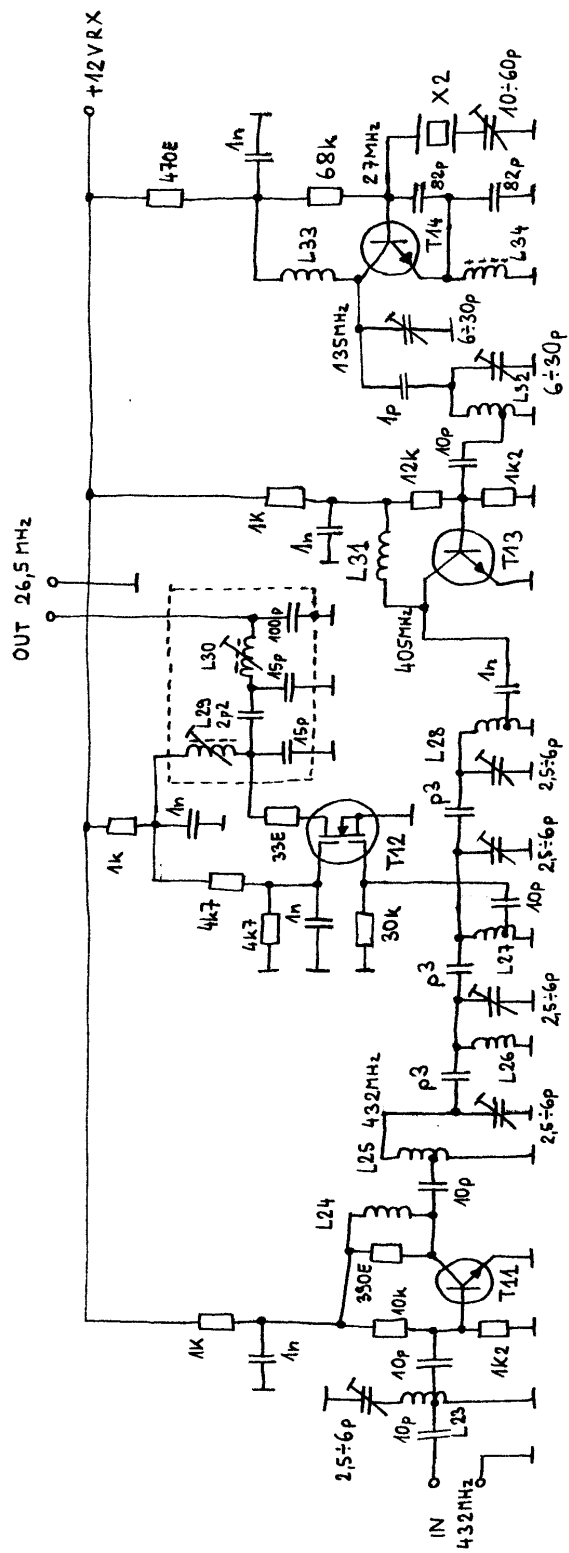 +12V RX
470E
1n
68k
27MHz
X2
10÷60p
82p
82p
T14
L33
L34
135MHz
6÷30p
1p
L32
6÷30p
10p
12k
1k2
1K
1n
L31
T13
405MHz
OUT 26,5 MHz
L30
100p
15p
L29
2p2
15p
1n
1k
33E
T12
4k7
4k7
1n
30k
1n
L28
2,5÷6p
p3
2,5÷6p
10p
L27
p3
2,5÷6p
L26
p3
432MHz
2,5÷6p
L25
10p
L24
390E
10k
T11
1K
1n
10p
1K2
2,5÷6p
10p
L23
IN
432MHz